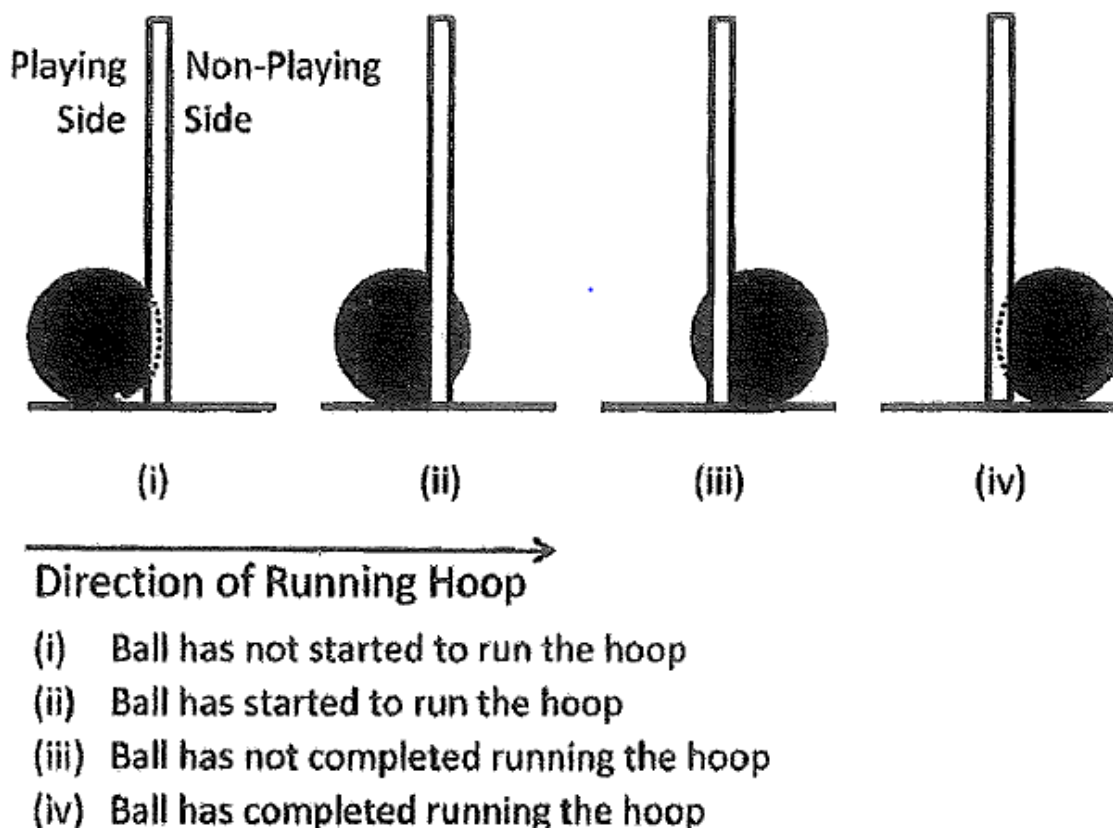 Playing Side
Non-Playing Side
(i) (ii) (iii) (iv)
Direction of Running Hoop
(i) Ball has not started to run the hoop
(ii) Ball has started to run the hoop
(iii) Ball has not completed running the hoop
(iv) Ball has completed running the hoop